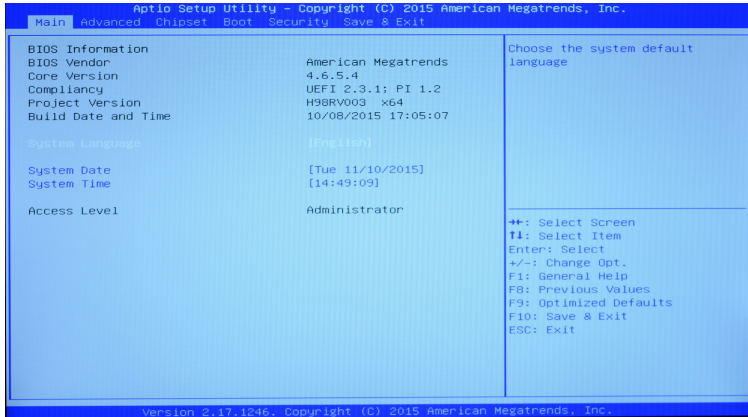 Aptio Setup Utility – Copyright (C) 2015 American Megatrends, Inc.
Main Advanced Chipset Boot Security Save & Exit
BIOS Information
BIOS Vendor American Megatrends
Core Version 4.6.5.4
Compliancy UEFI 2.3.1; PI 1.2
Project Version H98RV003 x64
Build Date and Time 10/08/2015 17:05:07
System Language [English]
System Date [Tue 11/10/2015]
System Time [14:49:09]
Access Level Administrator
Choose the system default
language
→←: Select Screen
↑↓: Select Item
Enter: Select
+/-: Change Opt.
F1: General Help
F8: Previous Values
F9: Optimized Defaults
F10: Save & Exit
ESC: Exit
Version 2.17.1246. Copyright (C) 2015 American Megatrends, Inc.